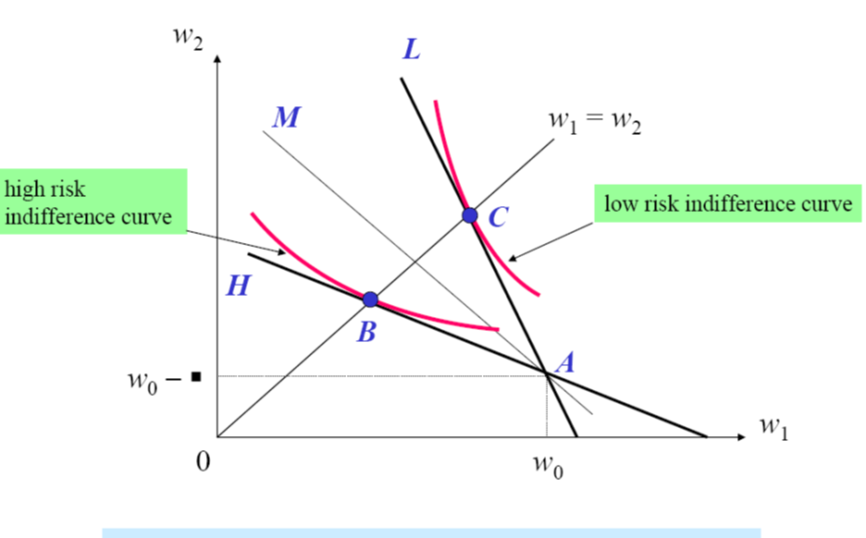 w2
L
M
w1 = w2
high risk
indifference curve
low risk indifference curve
C
H
B
A
w0 – ■
w1
0
w0